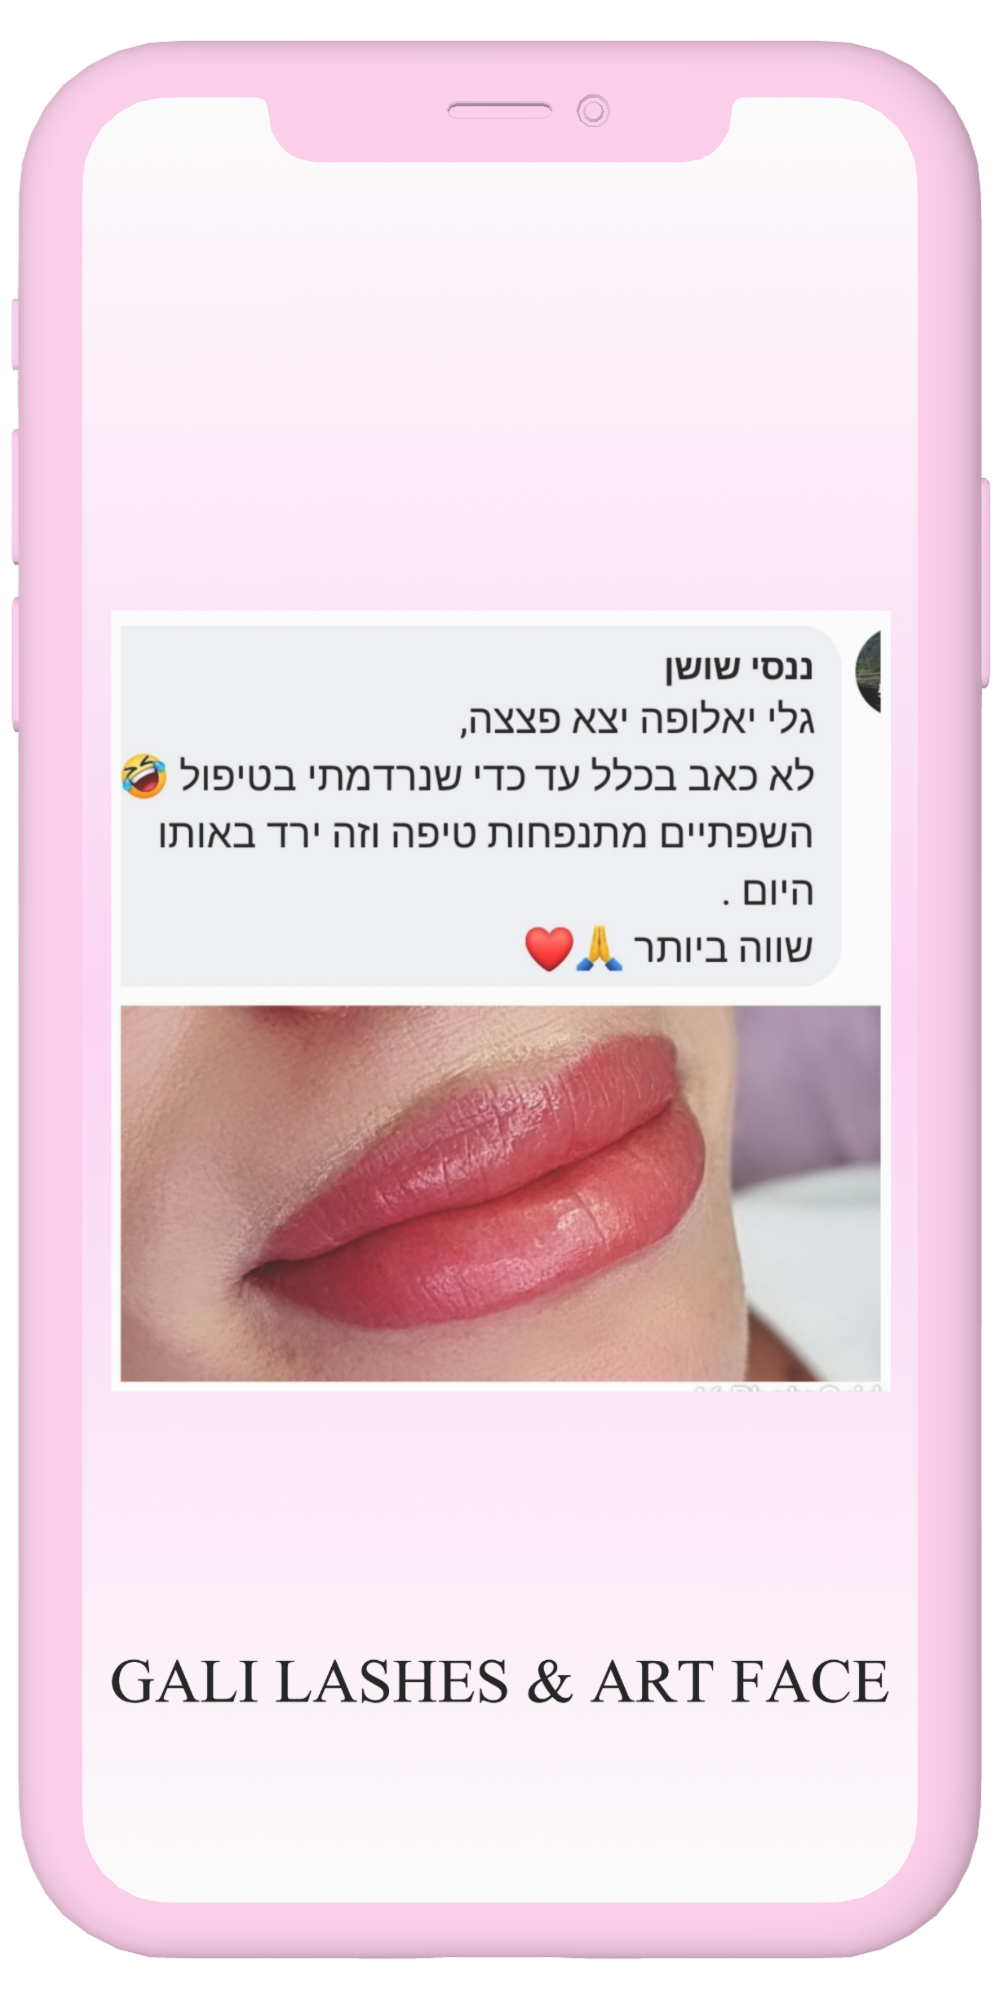 ננסי שושן
גלי יאלופה יצא פצצה,
לא כאב בכלל עד כדי שנרדמתי בטיפול 🤣
השפתיים מתנפחות טיפה וזה ירד באותו
היום .
שווה ביותר 🙏❤️
GALI LASHES & ART FACE